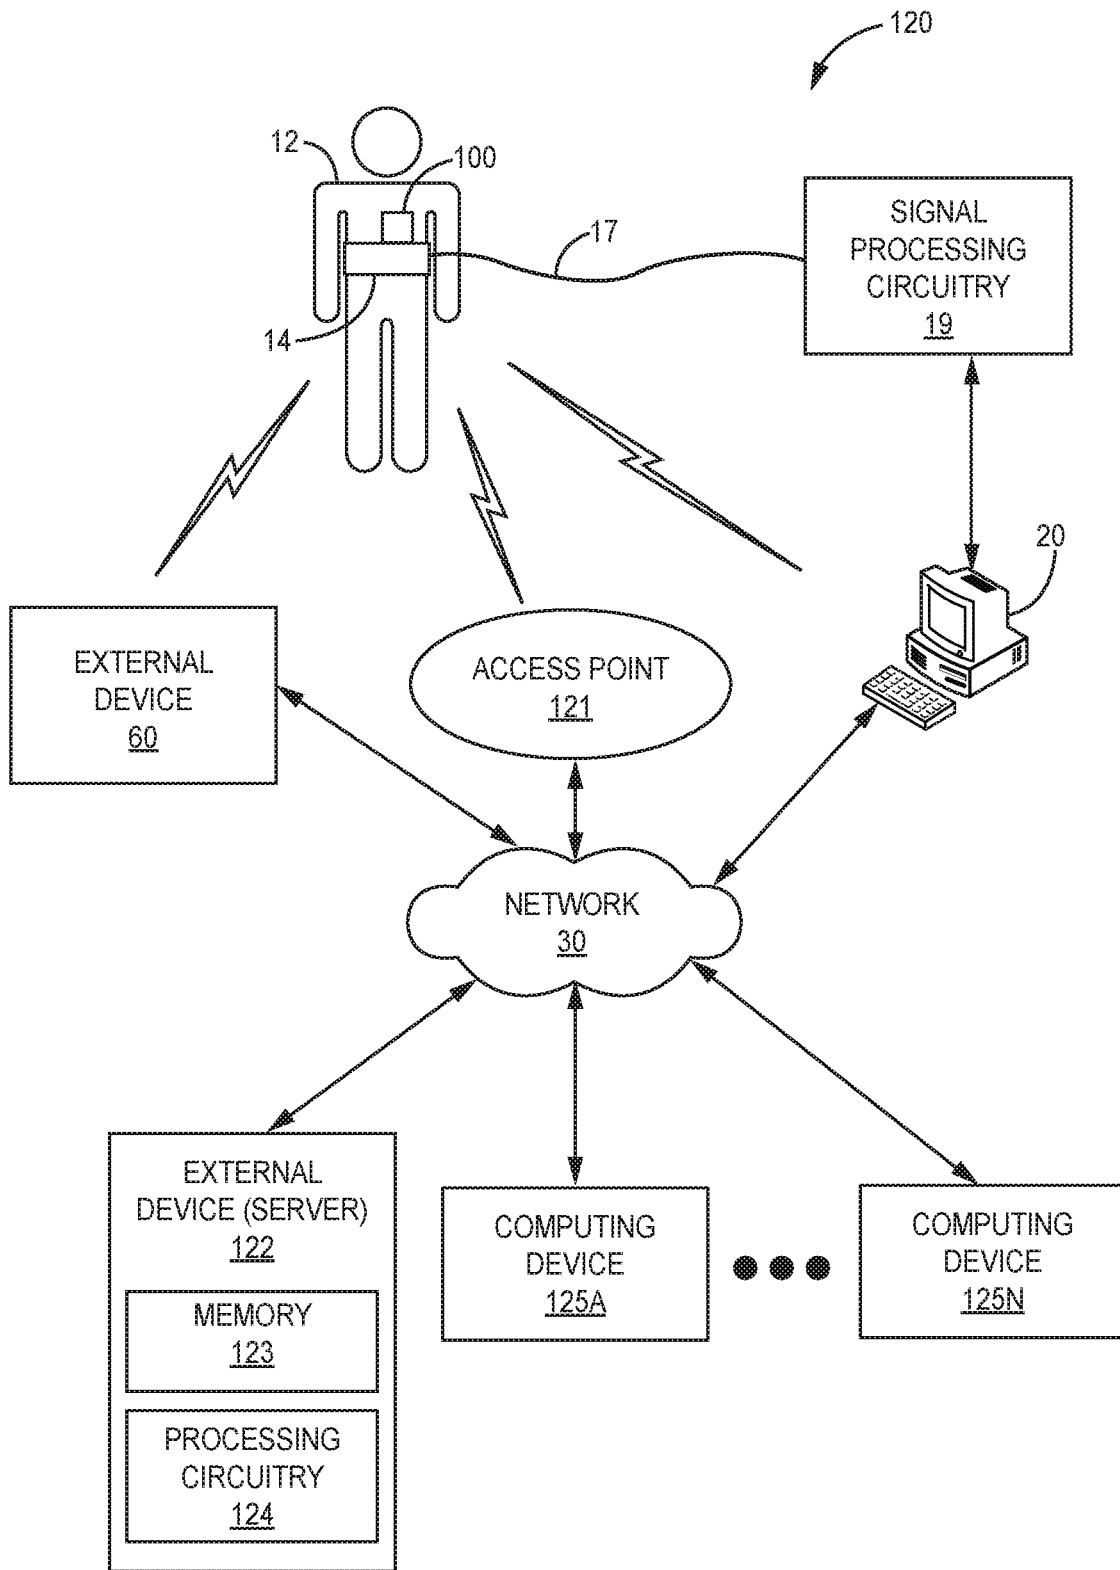 120
12
100
17
14
SIGNAL
PROCESSING
CIRCUITRY
19
20
EXTERNAL
DEVICE
60
ACCESS POINT
121
NETWORK
30
EXTERNAL
DEVICE (SERVER)
122
MEMORY
123
PROCESSING
CIRCUITRY
124
COMPUTING
DEVICE
125A
COMPUTING
DEVICE
125N